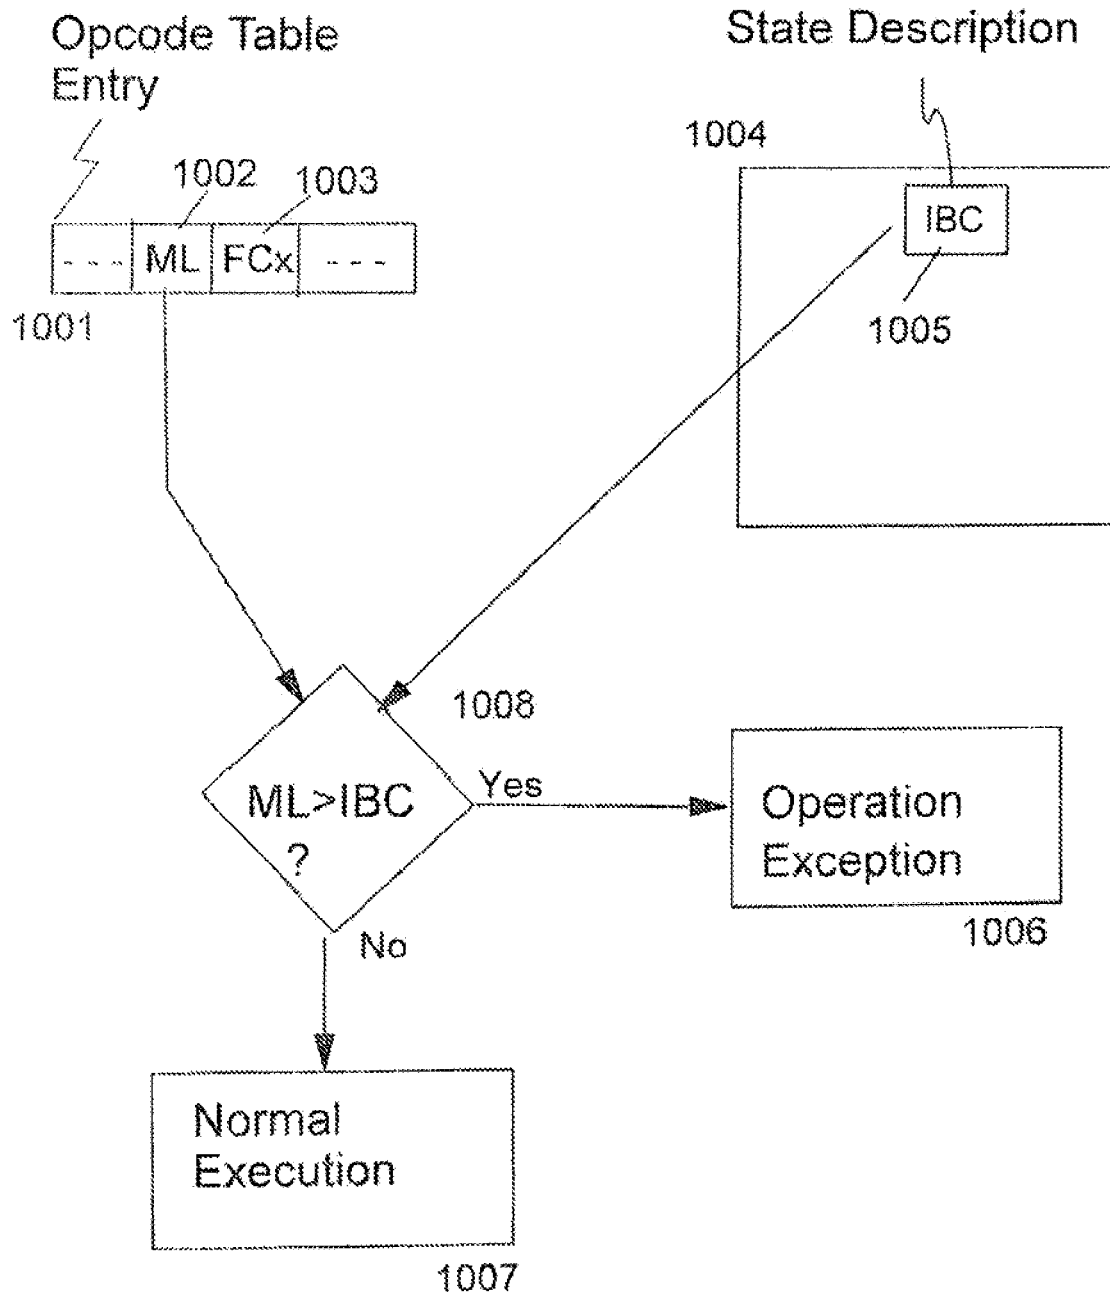 Opcode Table
Entry
State Description
1004
1002
1003
IBC
- - - ML FCx - - -
1001
1005
1008
ML>IBC
?
Yes
Operation
Exception
1006
No
Normal
Execution
1007